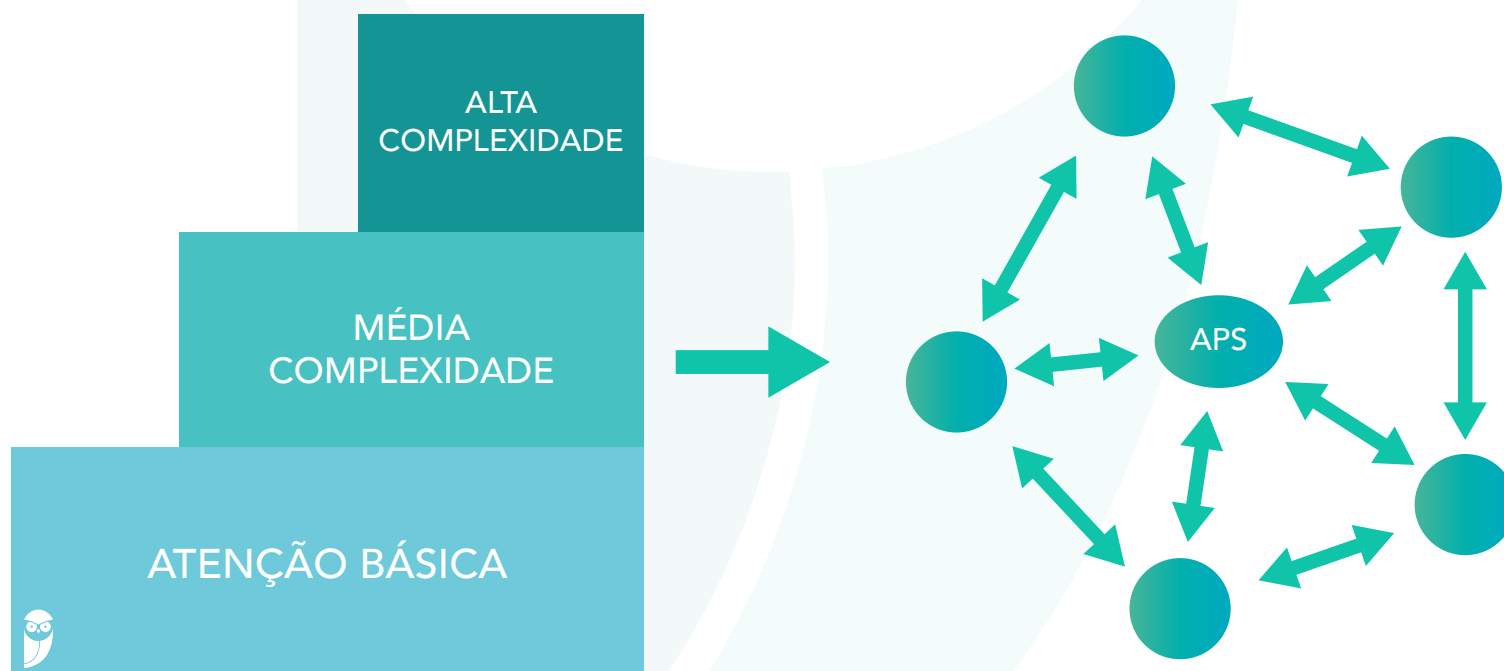 ALTA
COMPLEXIDADE
MÉDIA
COMPLEXIDADE
ATENÇÃO BÁSICA
APS